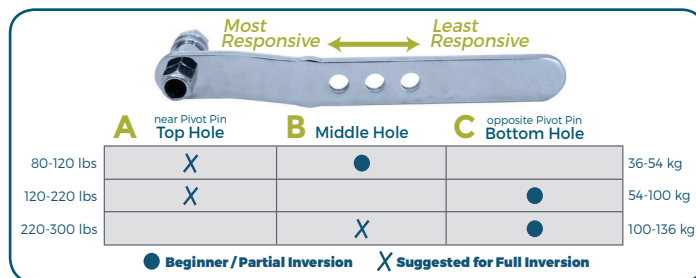 Most Responsive
Least Responsive
A near Pivot Pin Top Hole
B Middle Hole
C opposite Pivot Pin Bottom Hole
80-120 lbs X 36-54 kg
120-220 lbs X 54-100 kg
220-300 lbs X 100-136 kg
Beginner / Partial Inversion X Suggested for Full Inversion